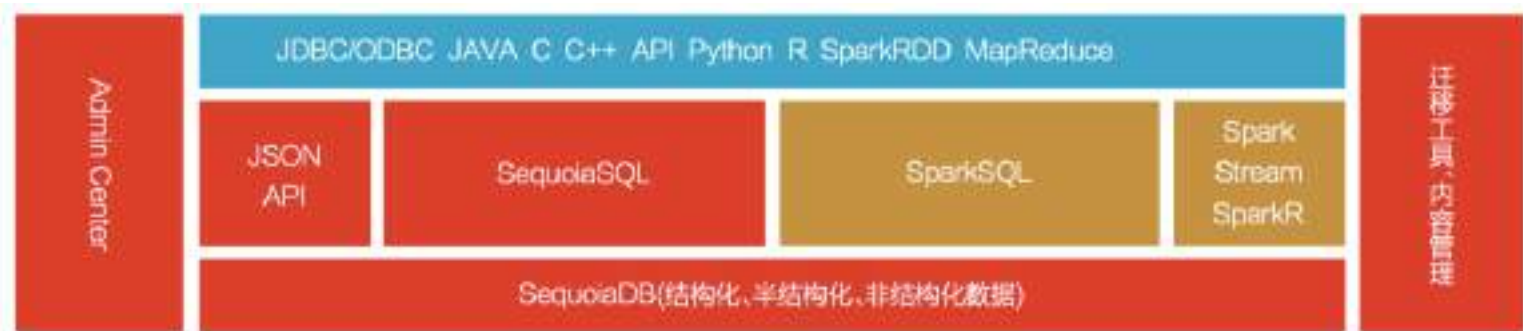 Admin Center
JDBC/ODBC JAVA C C++ API Python R SparkRDD MapReduce
JSON
API
SequoiaSQL
SparkSQL
Spark
Stream
SparkR
SequoiaDB(结构化、半结构化、非结构化数据)
迁移工具、内容管理